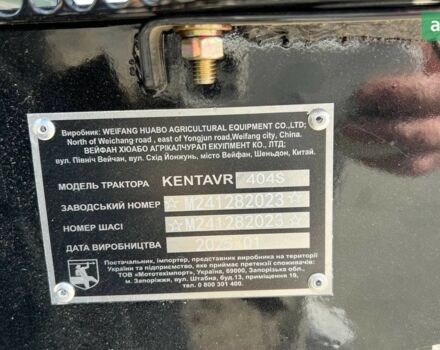 a
Виробник: WEIFANG HUABO AGRICULTURAL EQUIPMENT CO.,LTD;
North of Weichang road , east of Yongjun road,Weifang city, China.
ВЕЙФАН ХЮАБО АГРІКАЛЧУРАЛ ЕКУІПМЕНТ КО., ЛТД;
вул. Північ Вейчан, вул. Схід Йонжунь, місто Вейфан, Шеньдон, Китай.
МОДЕЛЬ ТРАКТОРА KENTAVR 404S
ЗАВОДСЬКИЙ НОМЕР ☆M241282023☆
НОМЕР ШАСІ ☆M241282023☆
ДАТА ВИРОБНИЦТВА 2025 01
Постачальник, імпортер, представник виробника на території
України та підприємство, яке приймає претензії споживачів:
ТОВ «Мототехімпорт», Україна, 69000, Запорізька обл.
м. Запоріжжя, вул. Штабна, буд.13, приміщення 10,
тел. 0 800 301 400.